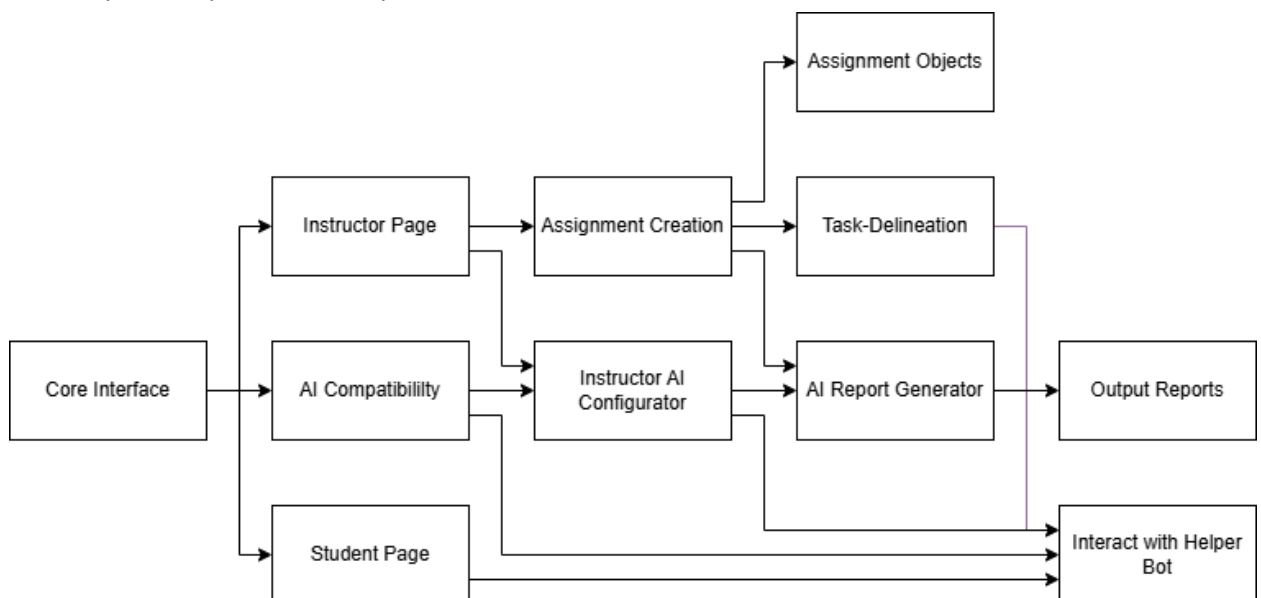 Assignment Objects
Instructor Page
Assignment Creation
Task-Delineation
Core Interface
AI Compatibililty
Instructor AI
Configurator
AI Report Generator
Output Reports
Student Page
Interact with Helper
Bot